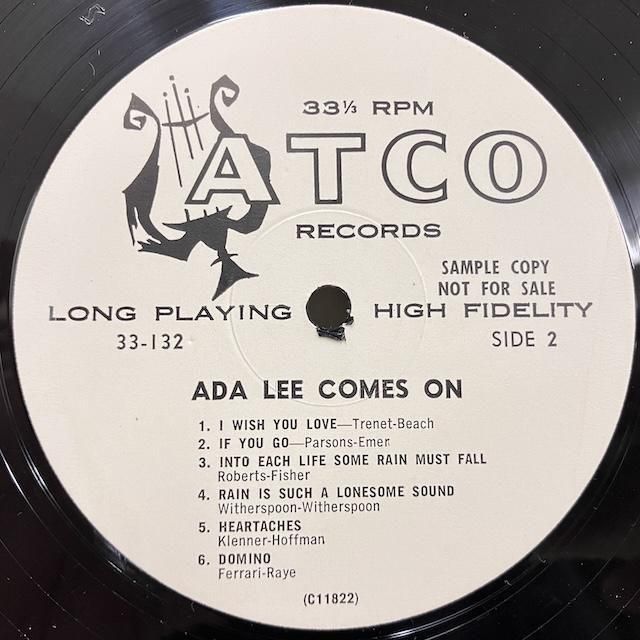 33⅓ RPM
ATCO
RECORDS
SAMPLE COPY
NOT FOR SALE
LONG PLAYING HIGH FIDELITY
33-132 SIDE 2
ADA LEE COMES ON
1. I WISH YOU LOVE—Trenet-Beach
2. IF YOU GO—Parsons-Emer
3. INTO EACH LIFE SOME RAIN MUST FALL
Roberts-Fisher
4. RAIN IS SUCH A LONESOME SOUND
Witherspoon-Witherspoon
5. HEARTACHES
Klenner-Hoffman
6. DOMINO
Ferrari-Raye
(C11822)